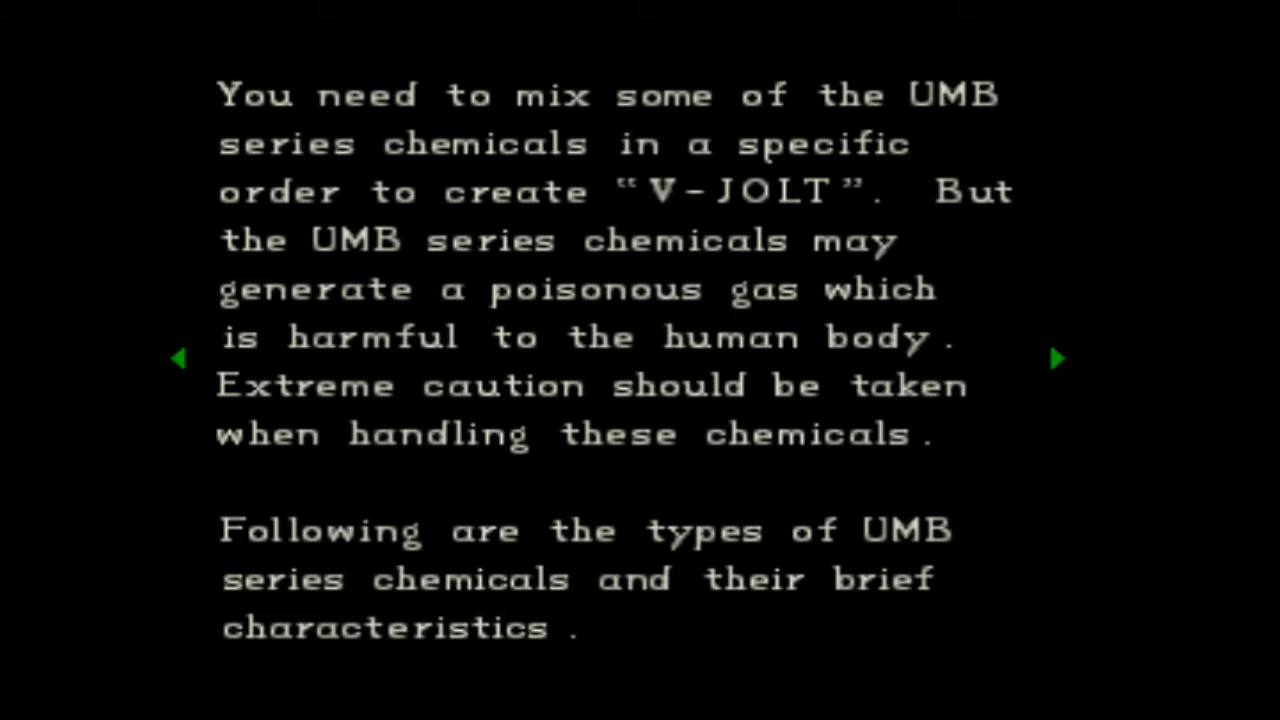 You need to mix some of the UMB
series chemicals in a specific
order to create "V-JOLT". But
the UMB series chemicals may
generate a poisonous gas which
is harmful to the human body.
Extreme caution should be taken
when handling these chemicals.
Following are the types of UMB
series chemicals and their brief
characteristics.